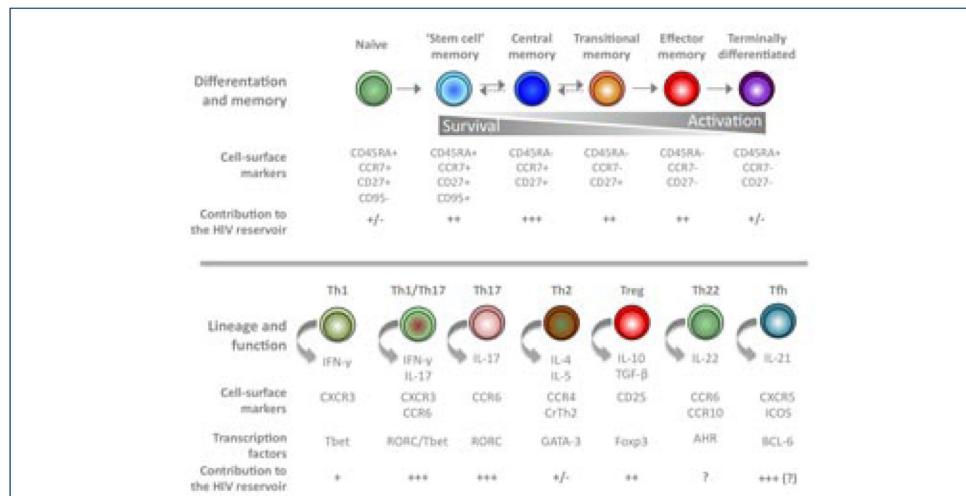 Naïve 'Stem cell' memory Central memory Transitional memory Effector memory Terminally differentiated
Differentation and memory
Survival Activation
Cell-surface markers
CD45RA+ CD45RA+ CD45RA- CD45RA- CD45RA- CD45RA+
CCR7+ CCR7+ CCR7+ CCR7- CCR7- CCR7-
CD27+ CD27+ CD27+ CD27+ CD27- CD27-
CD95- CD95+
Contribution to the HIV reservoir
+/- ++ +++ ++ ++ +/-
Th1 Th1/Th17 Th17 Th2 Treg Th22 Tfh
Lineage and function
IFN-γ IFN-γ IL-17 IL-4 IL-10 IL-22 IL-21
IL-17 IL-5 TGF-β
Cell-surface markers
CXCR3 CXCR3 CCR6 CCR4 CD25 CCR6 CXCR5
CCR6 CrTh2 CCR10 ICOS
Transcription factors
Tbet RORC/Tbet RORC GATA-3 Foxp3 AHR BCL-6
Contribution to the HIV reservoir
+ +++ +++ +/- ++ ? +++ (?)